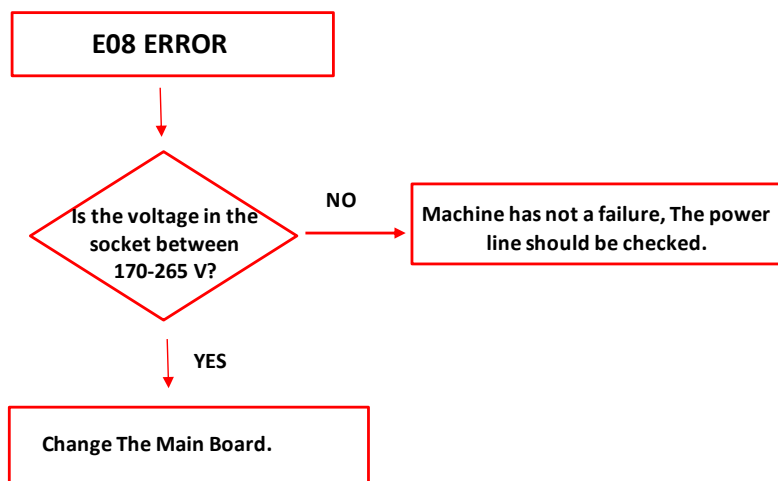 E08 ERROR
Is the voltage in the
socket between
170-265 V?
NO
Machine has not a failure, The power
line should be checked.
YES
Change The Main Board.